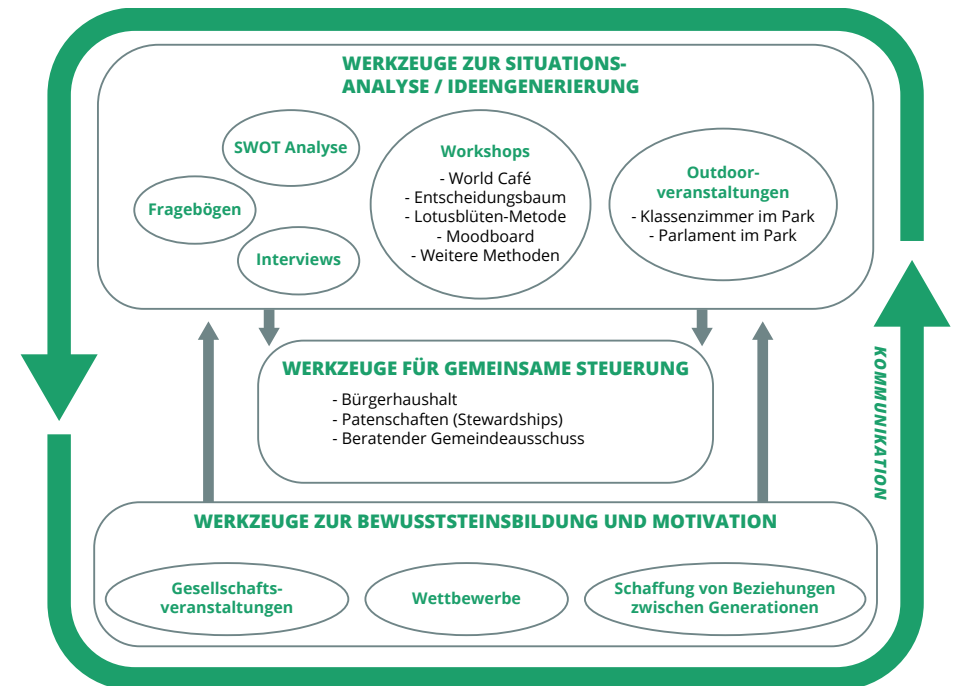 WERKZEUGE ZUR SITUATIONS-
ANALYSE / IDEENGENERIERUNG
SWOT Analyse
Fragebögen
Interviews
Workshops
- World Café
- Entscheidungsbaum
- Lotusblüten-Metode
- Moodboard
- Weitere Methoden
Outdoor-
veranstaltungen
- Klassenzimmer im Park
- Parlament im Park
WERKZEUGE FÜR GEMEINSAME STEUERUNG
- Bürgerhaushalt
- Patenschaften (Stewardships)
- Beratender Gemeindeausschuss
KOMMUNIKATION
WERKZEUGE ZUR BEWUSSTSTEINSBILDUNG UND MOTIVATION
Gesellschafts-
veranstaltungen
Wettbewerbe
Schaffung von Beziehungen
zwischen Generationen